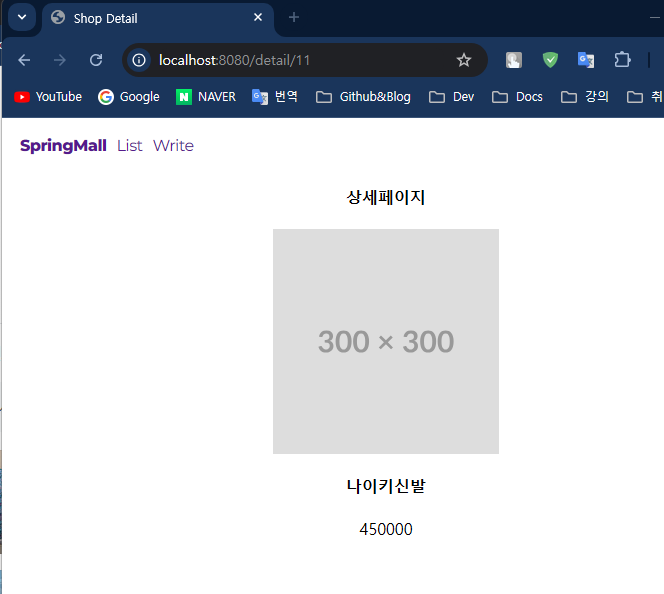 Shop Detail
localhost:8080/detail/11
YouTube Google NAVER 번역 Github&Blog Dev Docs 강의 취
SpringMall List Write
상세페이지
300 × 300
나이키신발
450000